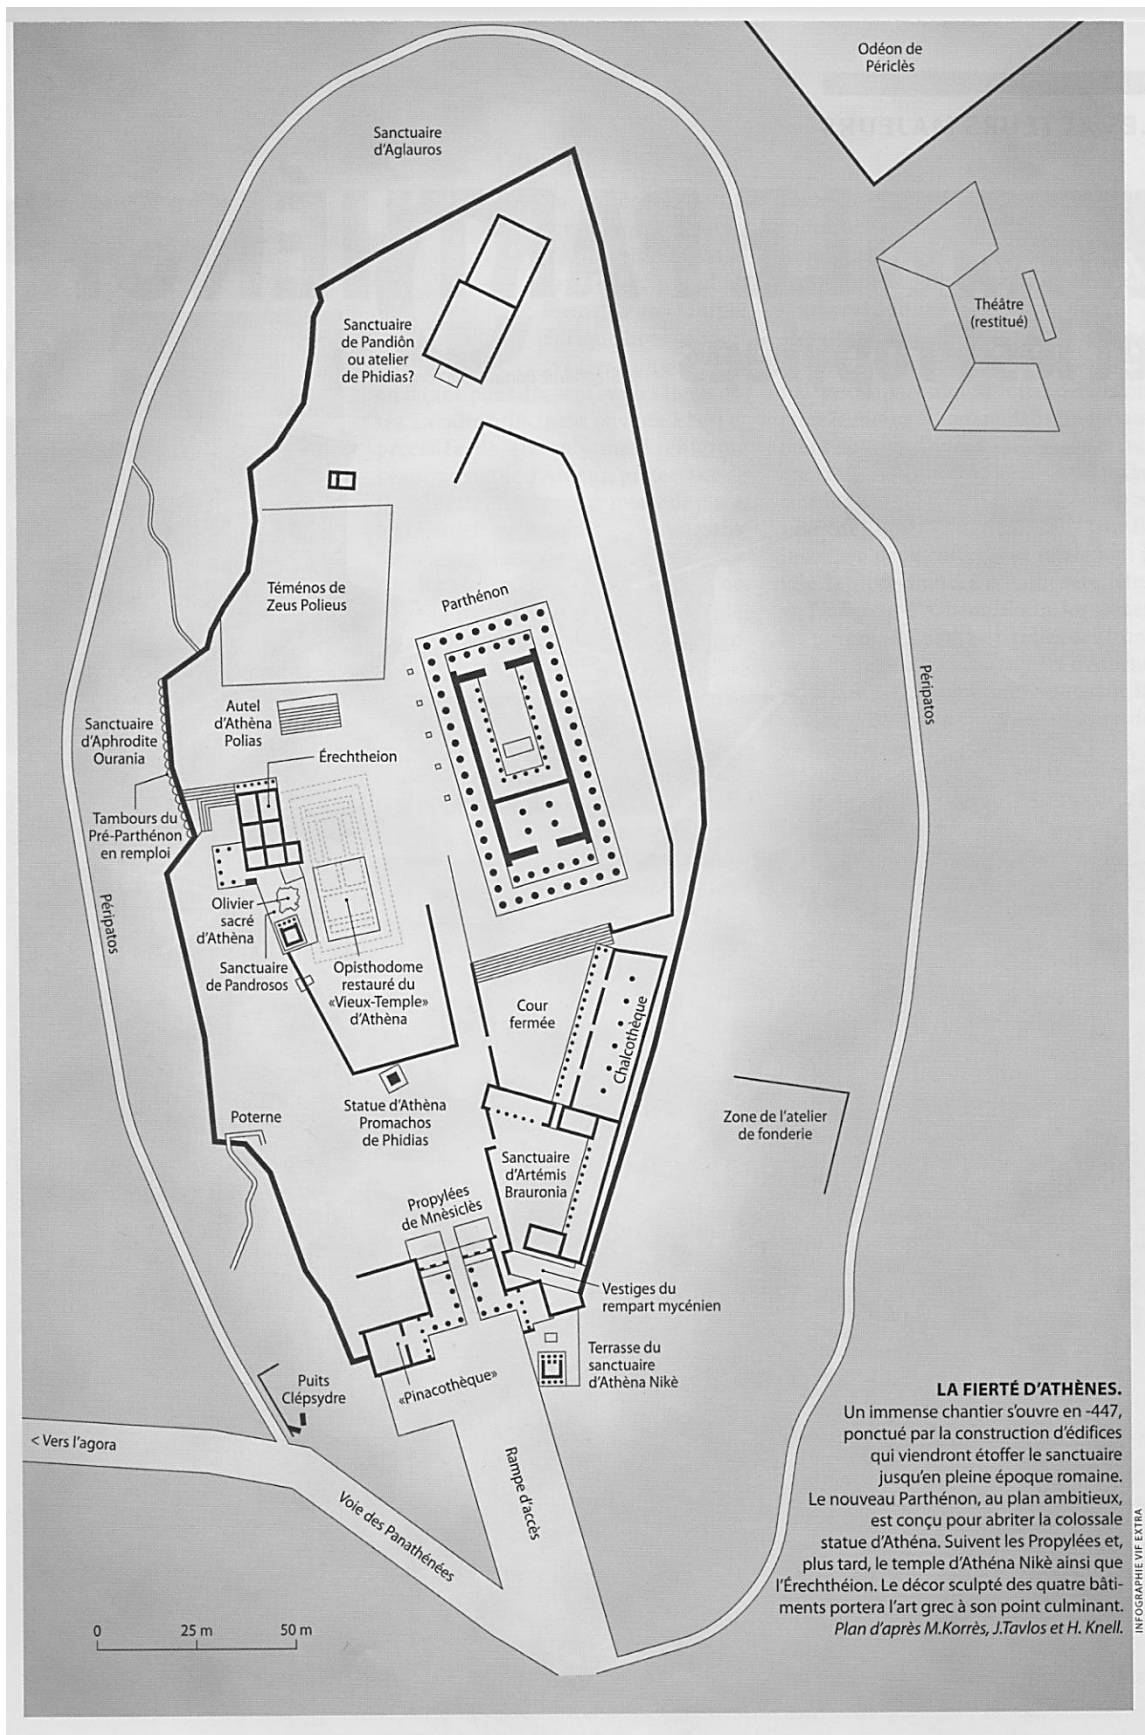 Odéon de
Périclès
Sanctuaire
d'Aglauros
Théâtre
(restitué)
Sanctuaire
de Pandiôn
ou atelier
de Phidias?
Téménos de
Zeus Polieus
Parthénon
Péripatos
Autel
d'Athèna
Polias
Sanctuaire
d'Aphrodite
Ourania
Érechtheion
Tambours du
Pré-Parthénon
en remploi
Péripatos
Olivier
sacré
d'Athèna
Sanctuaire
de Pandrosos
Opisthodome
restauré du
«Vieux-Temple»
d'Athèna
Cour
fermée
Chalcothèque
Statue d'Athèna
Promachos
de Phidias
Poterne
Zone de l'atelier
de fonderie
Sanctuaire
d'Artémis
Brauronia
Propylées
de Mnèsiclès
Vestiges du
rempart mycénien
Terrasse du
sanctuaire
d'Athèna Nikè
Puits
Clépsydre
«Pinacothèque»
< Vers l'agora
Voie des Panathénées
Rampe d'accès
0 25 m 50 m
LA FIERTÉ D'ATHÈNES.
Un immense chantier s'ouvre en -447,
ponctué par la construction d'édifices
qui viendront étoffer le sanctuaire
jusqu'en pleine époque romaine.
Le nouveau Parthénon, au plan ambitieux,
est conçu pour abriter la colossale
statue d'Athéna. Suivent les Propylées et,
plus tard, le temple d'Athéna Nikè ainsi que
l'Érechthéion. Le décor sculpté des quatre bâti-
ments portera l'art grec à son point culminant.
Plan d'après M.Korrès, J.Tavlos et H. Knell.
INFOGRAPHIE VIF EXTRA